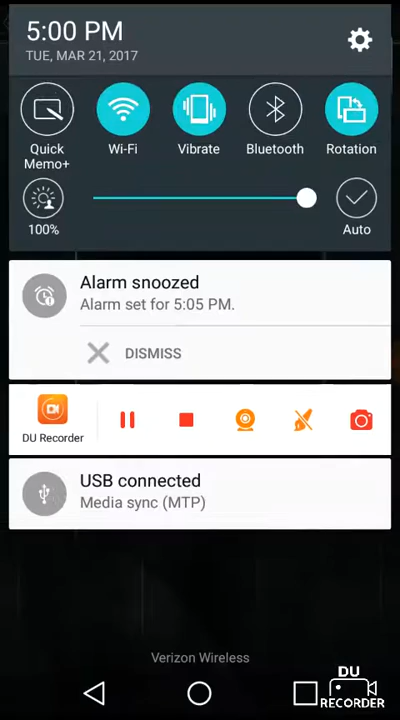 5:00 PM
TUE, MAR 21, 2017
Quick Memo+
Wi-Fi
Vibrate
Bluetooth
Rotation
100%
Auto
Alarm snoozed
Alarm set for 5:05 PM.
DISMISS
DU Recorder
USB connected
Media sync (MTP)
Verizon Wireless
DU
RECORDER